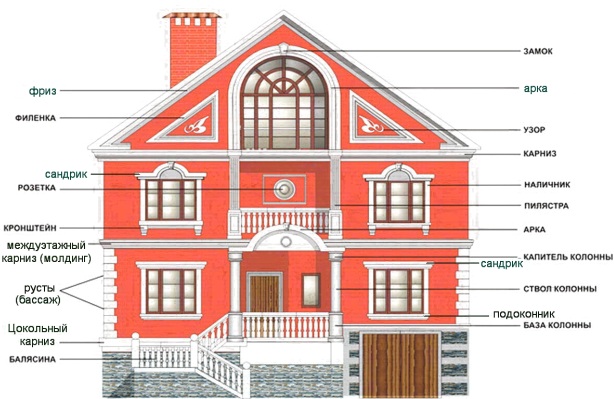 ЗАМОК
фриз
арка
ФИЛЕНКА
УЗОР
КАРНИЗ
сандрик
РОЗЕТКА
НАЛИЧНИК
ПИЛЯСТРА
КРОНШТЕЙН
АРКА
междуэтажный
карниз (молдинг)
КАПИТЕЛЬ КОЛОННЫ
сандрик
русты
(бассаж)
СТВОЛ КОЛОННЫ
подоконник
Цокольный
карниз
БАЗА КОЛОННЫ
БАЛЯСИНА